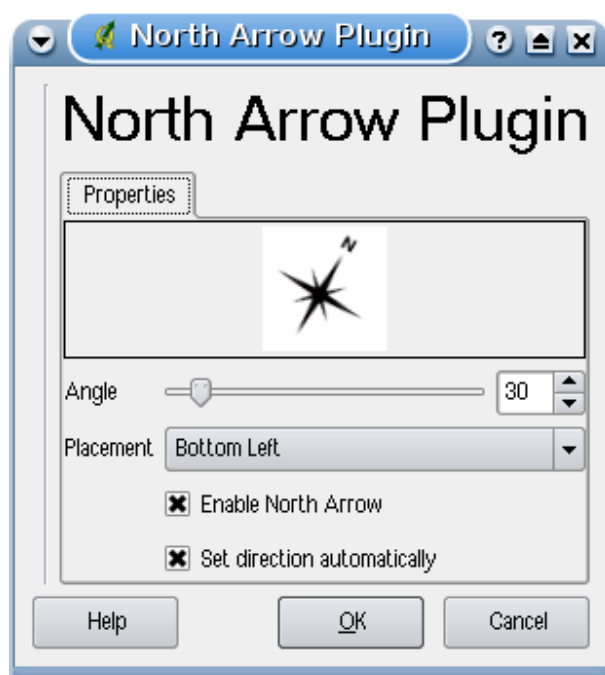 North Arrow Plugin
North Arrow Plugin
Properties
N
Angle 30
Placement Bottom Left
Enable North Arrow
Set direction automatically
Help OK Cancel